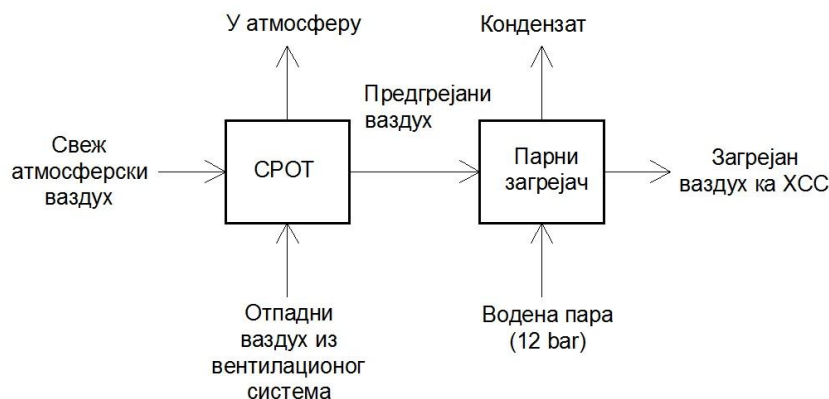 У атмосферу
Кондензат
Предгрејани
ваздух
Свеж
атмосферски
ваздух
СРОТ
Парни
загрејач
Загрејан
ваздух ка ХСС
Отпадни
ваздух из
вентилационог
система
Водена пара
(12 bar)